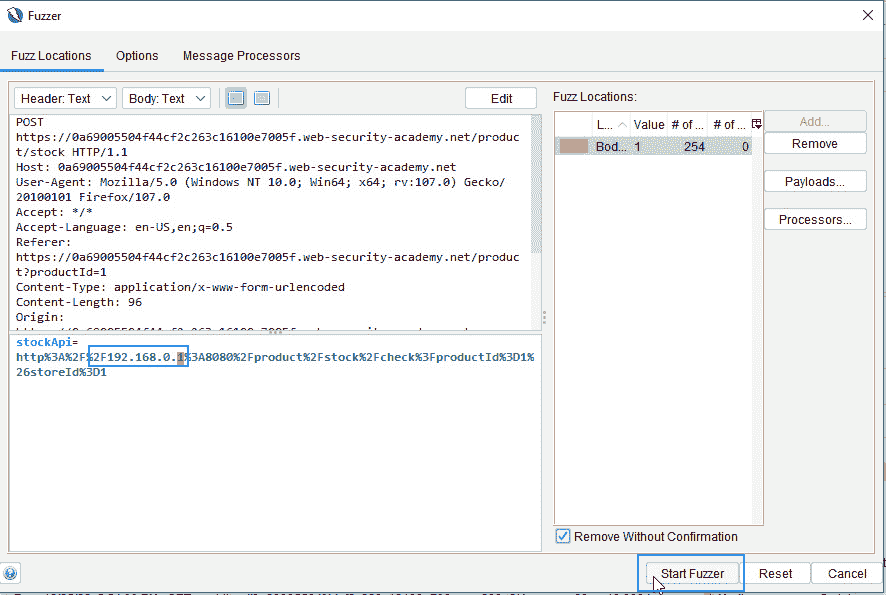 Fuzzer
Fuzz Locations Options Message Processors
Header: Text Body: Text Edit
Fuzz Locations:
POST
https://0a69005504f44cf2c263c16100e7005f.web-security-academy.net/produc
t/stock HTTP/1.1
Host: 0a69005504f44cf2c263c16100e7005f.web-security-academy.net
User-Agent: Mozilla/5.0 (Windows NT 10.0; Win64; x64; rv:107.0) Gecko/
20100101 Firefox/107.0
Accept: */*
Accept-Language: en-US,en;q=0.5
Referer:
https://0a69005504f44cf2c263c16100e7005f.web-security-academy.net/produc
t?productId=1
Content-Type: application/x-www-form-urlencoded
Content-Length: 96
Origin:
stockApi=
http%3A%2F%2F192.168.0.1%3A8080%2Fproduct%2Fstock%2Fcheck%3FproductId%3D1%
26storeId%3D1
L... Value # of ... # of ...
Bod... 1 254 0
Add...
Remove
Payloads...
Processors...
Remove Without Confirmation
Start Fuzzer Reset Cancel